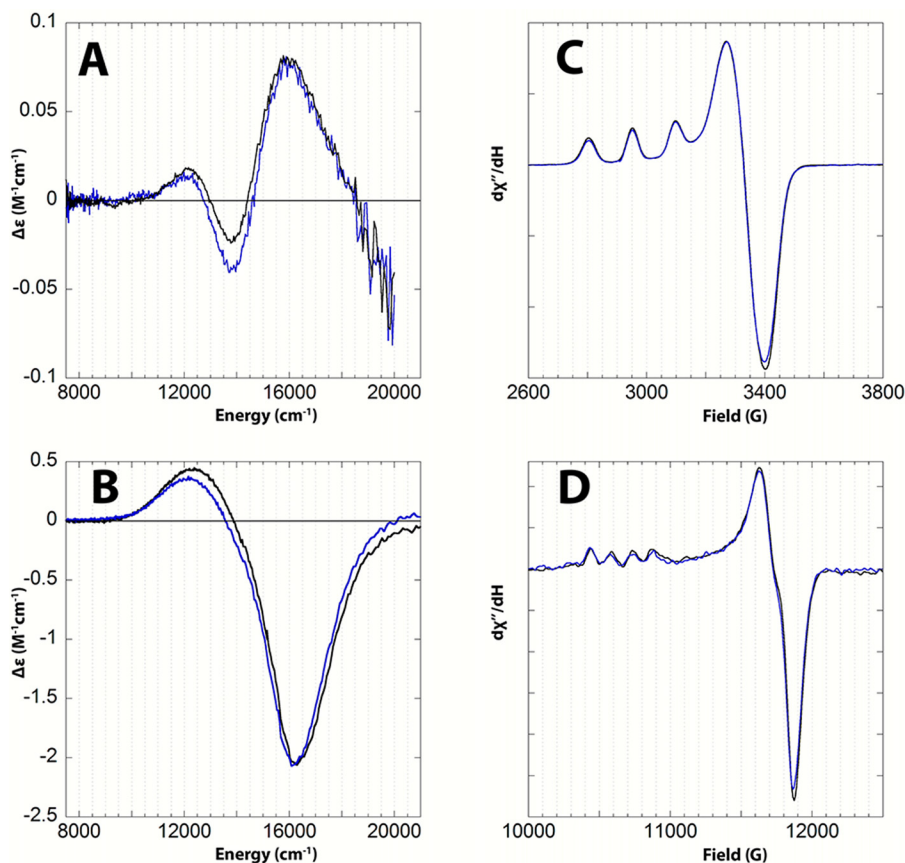 A
0.1
0.05
0
-0.05
-0.1
Δε (M⁻¹cm⁻¹)
8000 12000 16000 20000
Energy (cm⁻¹)
C
dχ″/dH
2600 3000 3400 3800
Field (G)
B
0.5
0
-0.5
-1
-1.5
-2
-2.5
Δε (M⁻¹cm⁻¹)
8000 12000 16000 20000
Energy (cm⁻¹)
D
dχ″/dH
10000 11000 12000
Field (G)